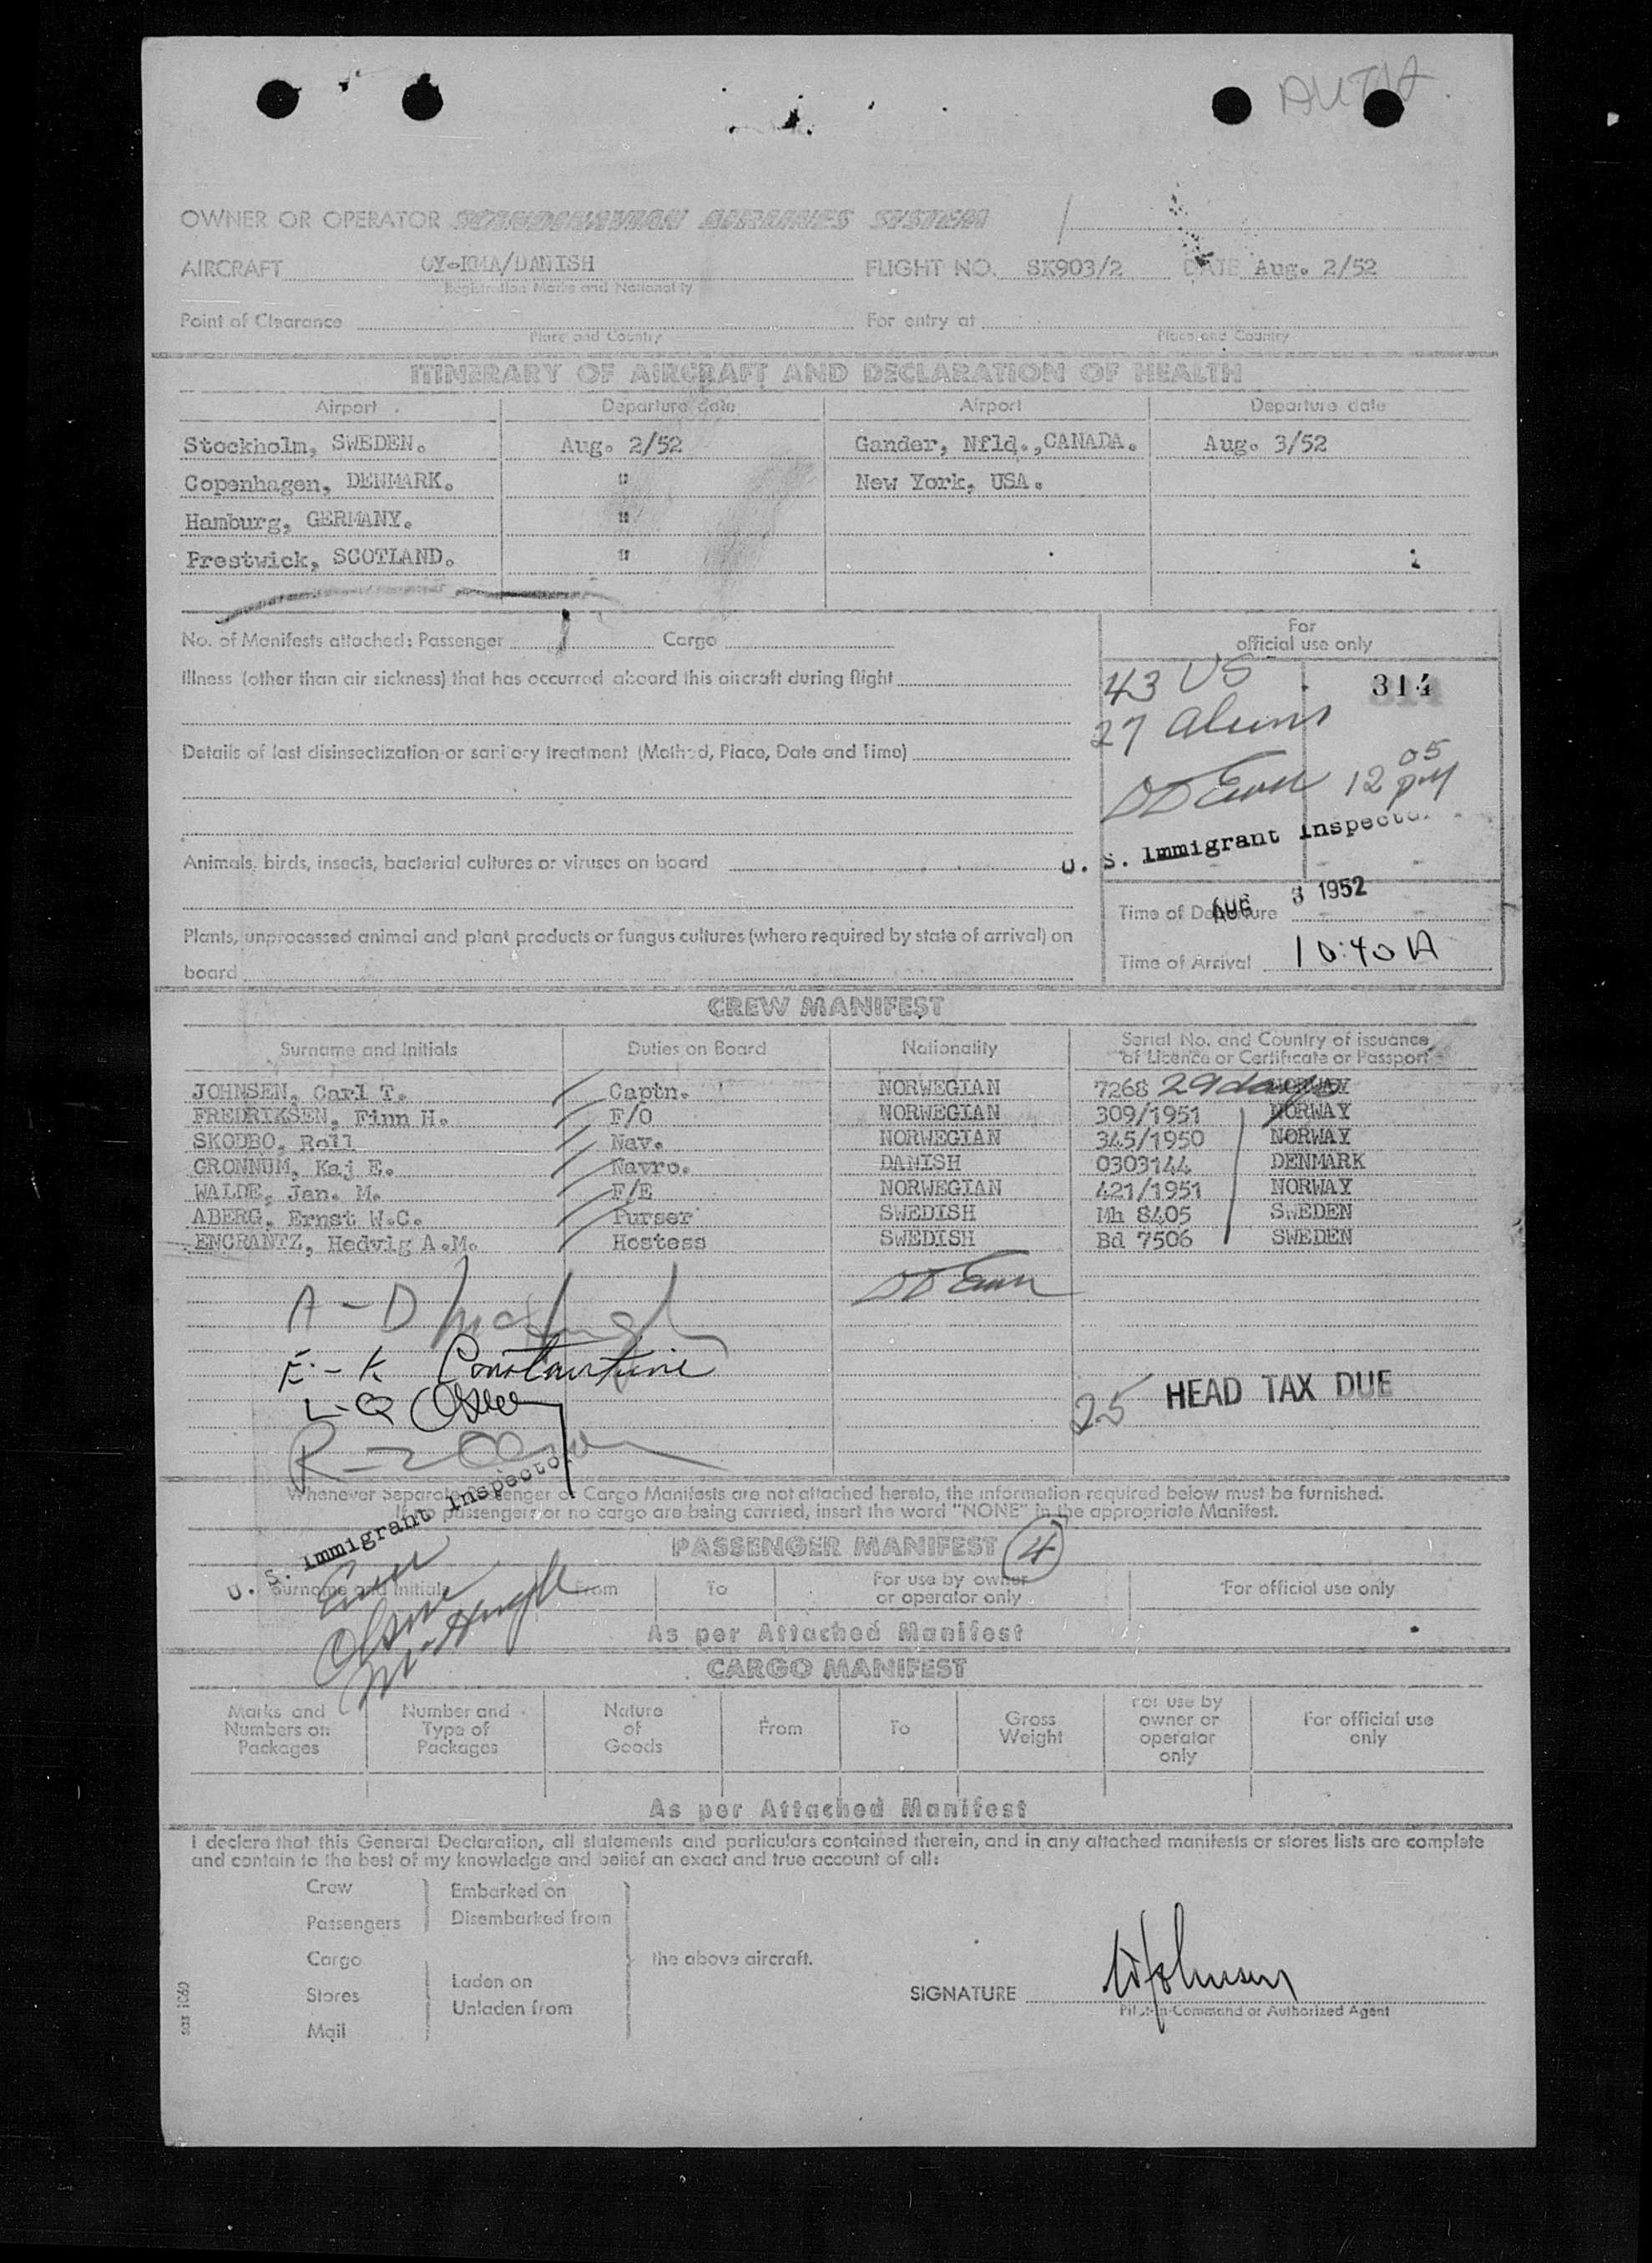 OWNER OR OPERATOR SCANDINAVIAN AIRLINES SYSTEM
AIRCRAFT OY-KMA/DANISH FLIGHT NO. SK903/2 DATE Aug. 2/52
Registration Marks and Nationality
Point of Clearance For entry at
Place and Country Place and Country
ITINERARY OF AIRCRAFT AND DECLARATION OF HEALTH
Airport Departure date Airport Departure date
Stockholm, SWEDEN. Aug. 2/52 Gander, Nfld., CANADA. Aug. 3/52
Copenhagen, DENMARK. " New York, USA.
Hamburg, GERMANY. "
Prestwick, SCOTLAND. "
No. of Manifests attached: Passenger 1 Cargo
For
official use only
Illness (other than air sickness) that has occurred aboard this aircraft during flight
43 US 314
27 aliens
Details of last disinsectization or sanitary treatment (Method, Place, Date and Time)
12 05 pm
U. S. Immigrant Inspector
Animals, birds, insects, bacterial cultures or viruses on board
AUG 3 1952
Time of Departure
Plants, unprocessed animal and plant products or fungus cultures (where required by state of arrival) on
board
Time of Arrival 10:40 A
CREW MANIFEST
Surname and Initials Duties on Board Nationality Serial No. and Country of issuance
of Licence or Certificate or Passport
JOHNSEN, Carl T. Captn. NORWEGIAN 7268 29 days NORWAY
FREDRIKSEN, Finn H. F/O NORWEGIAN 309/1951 NORWAY
SKODBO, Roll Nav. NORWEGIAN 345/1950 NORWAY
GRONNUM, Kaj E. Navro. DANISH 0303144 DENMARK
WALDE, Jan. M. F/E NORWEGIAN 421/1951 NORWAY
ABERG, Ernst W.C. Purser SWEDISH Mh 8405 SWEDEN
ENCRANTZ, Hedvig A.M. Hostess SWEDISH Bd 7506 SWEDEN
A - D McHugh
E - K Constantine
L - Q Olsen
25 HEAD TAX DUE
R - Z
U. S. Immigrant Inspector
Whenever Separate Passenger or Cargo Manifests are not attached hereto, the information required below must be furnished.
If no passengers or no cargo are being carried, insert the word "NONE" in the appropriate Manifest.
PASSENGER MANIFEST 4
Surname and Initials From To For use by owner
or operator only For official use only
Olsen
McHugh
As per Attached Manifest
CARGO MANIFEST
Marks and
Numbers on
Packages Number and
Type of
Packages Nature
of
Goods From To Gross
Weight For use by
owner or
operator
only For official use
only
As per Attached Manifest
I declare that this General Declaration, all statements and particulars contained therein, and in any attached manifests or stores lists are complete
and contain to the best of my knowledge and belief an exact and true account of all:
Crew Embarked on
Passengers Disembarked from
Cargo the above aircraft.
Stores Laden on
Unladen from
Mail
SIGNATURE
Pilot-in-Command or Authorized Agent